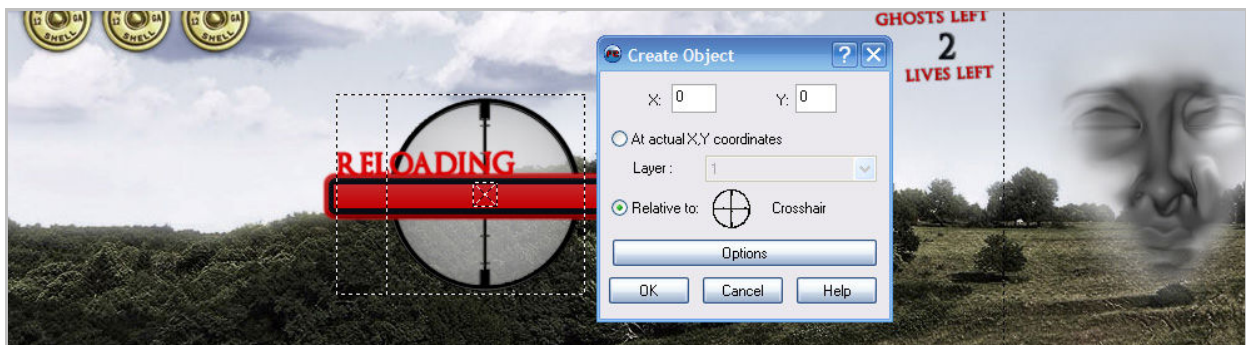 12 GA SHELL 12 GA SHELL 12 GA SHELL
GHOSTS LEFT
2
LIVES LEFT
RELOADING
Create Object
X: 0 Y: 0
At actual X,Y coordinates
Layer : 1
Relative to: Crosshair
Options
OK Cancel Help